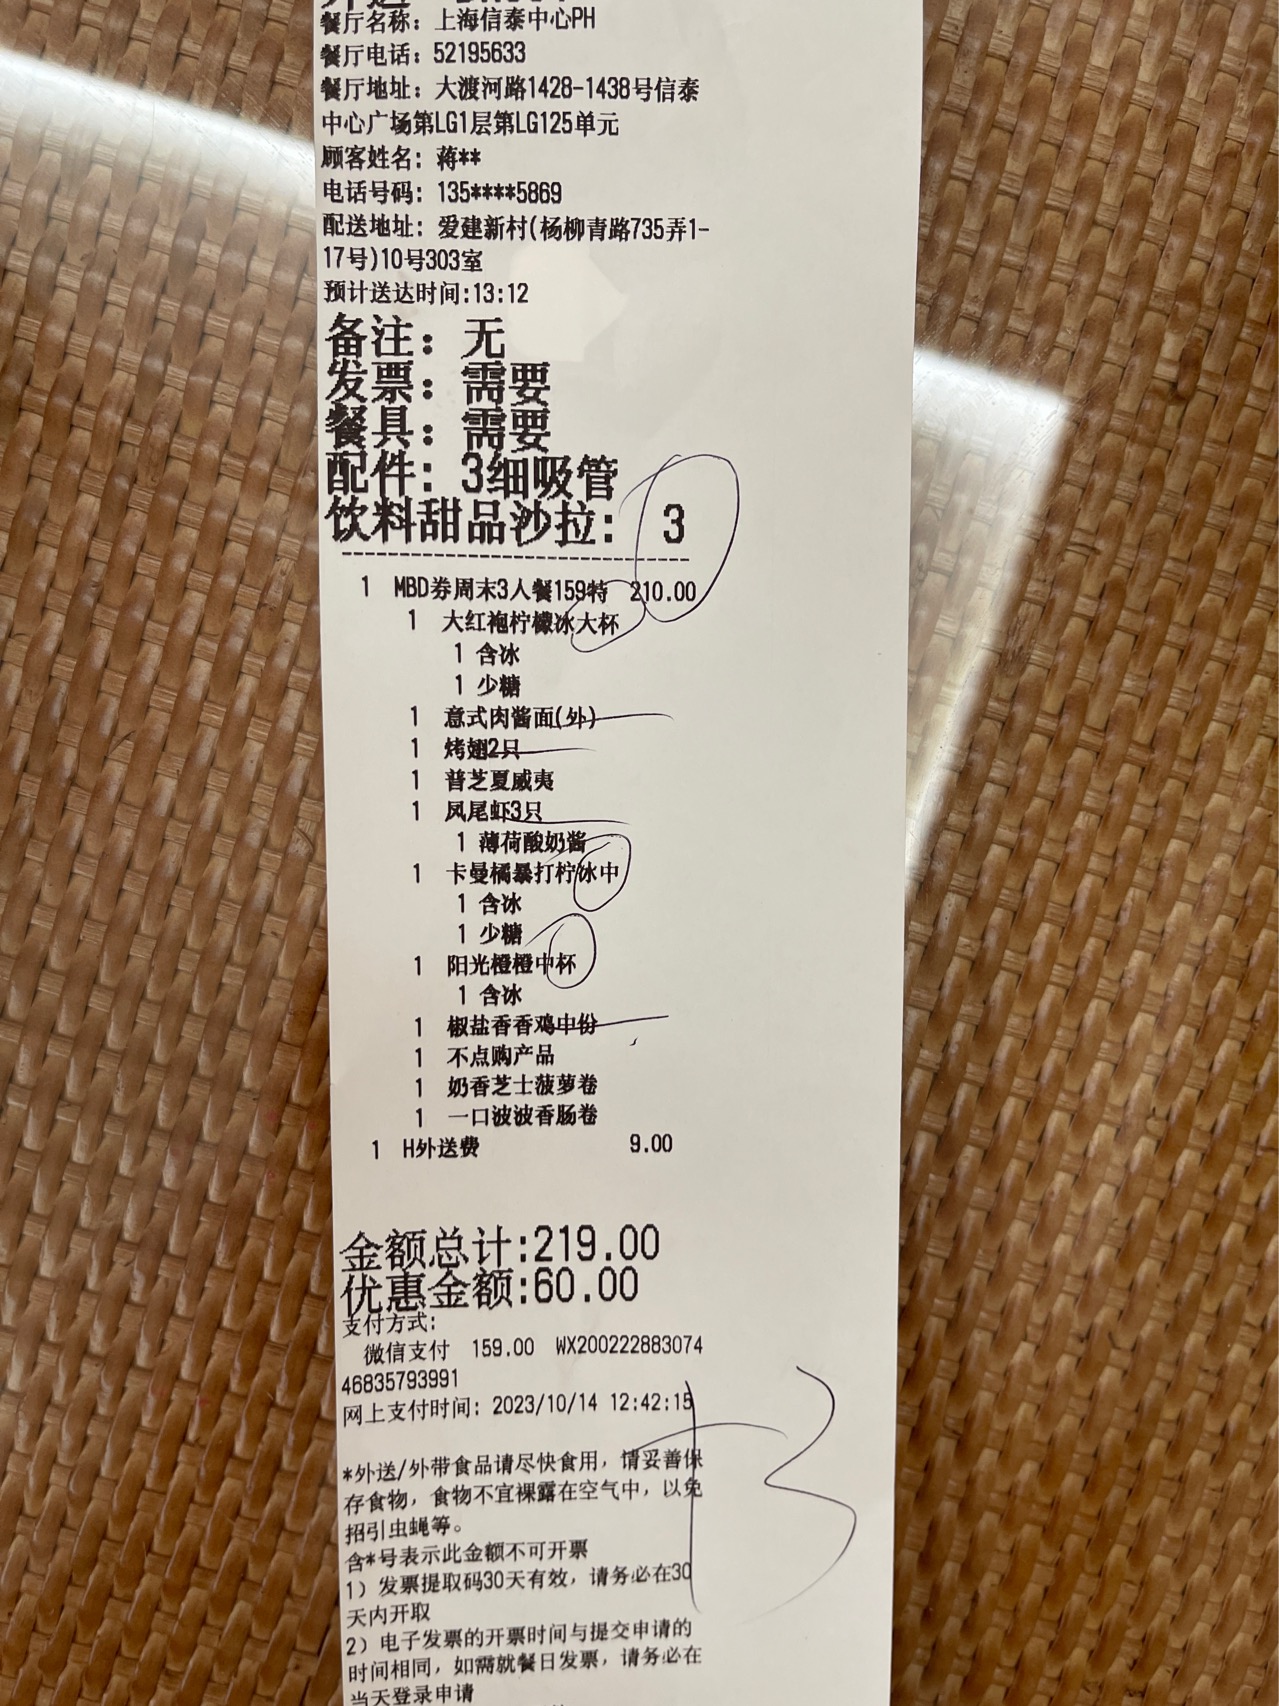 餐厅名称: 上海信泰中心PH
餐厅电话: 52195633
餐厅地址: 大渡河路1428-1438号信泰
中心广场第LG1层第LG125单元
顾客姓名: 蒋**
电话号码: 135****5869
配送地址: 爱建新村(杨柳青路735弄1-
17号)10号303室
预计送达时间:13:12
备注: 无
发票: 需要
餐具: 需要
配件: 3细吸管
饮料甜品沙拉: 3
1 MBD券周末3人餐159特 210.00
1 大红袍柠檬冰大杯
1 含冰
1 少糖
1 意式肉酱面(外)
1 烤翅2只
1 普芝夏威夷
1 凤尾虾3只
1 薄荷酸奶酱
1 卡曼橘暴打柠冰中
1 含冰
1 少糖
1 阳光橙橙中杯
1 含冰
1 椒盐香香鸡中份
1 不点购产品
1 奶香芝士菠萝卷
1 一口波波香肠卷
1 H外送费 9.00
金额总计:219.00
优惠金额:60.00
支付方式:
微信支付 159.00 WX200222883074
46835793991
网上支付时间: 2023/10/14 12:42:15
*外送/外带食品请尽快食用, 请妥善保
存食物, 食物不宜裸露在空气中, 以免
招引虫蝇等。
含*号表示此金额不可开票
1) 发票提取码30天有效, 请务必在30
天内开取
2) 电子发票的开票时间与提交申请的
时间相同, 如需就餐日发票, 请务必在
当天登录申请